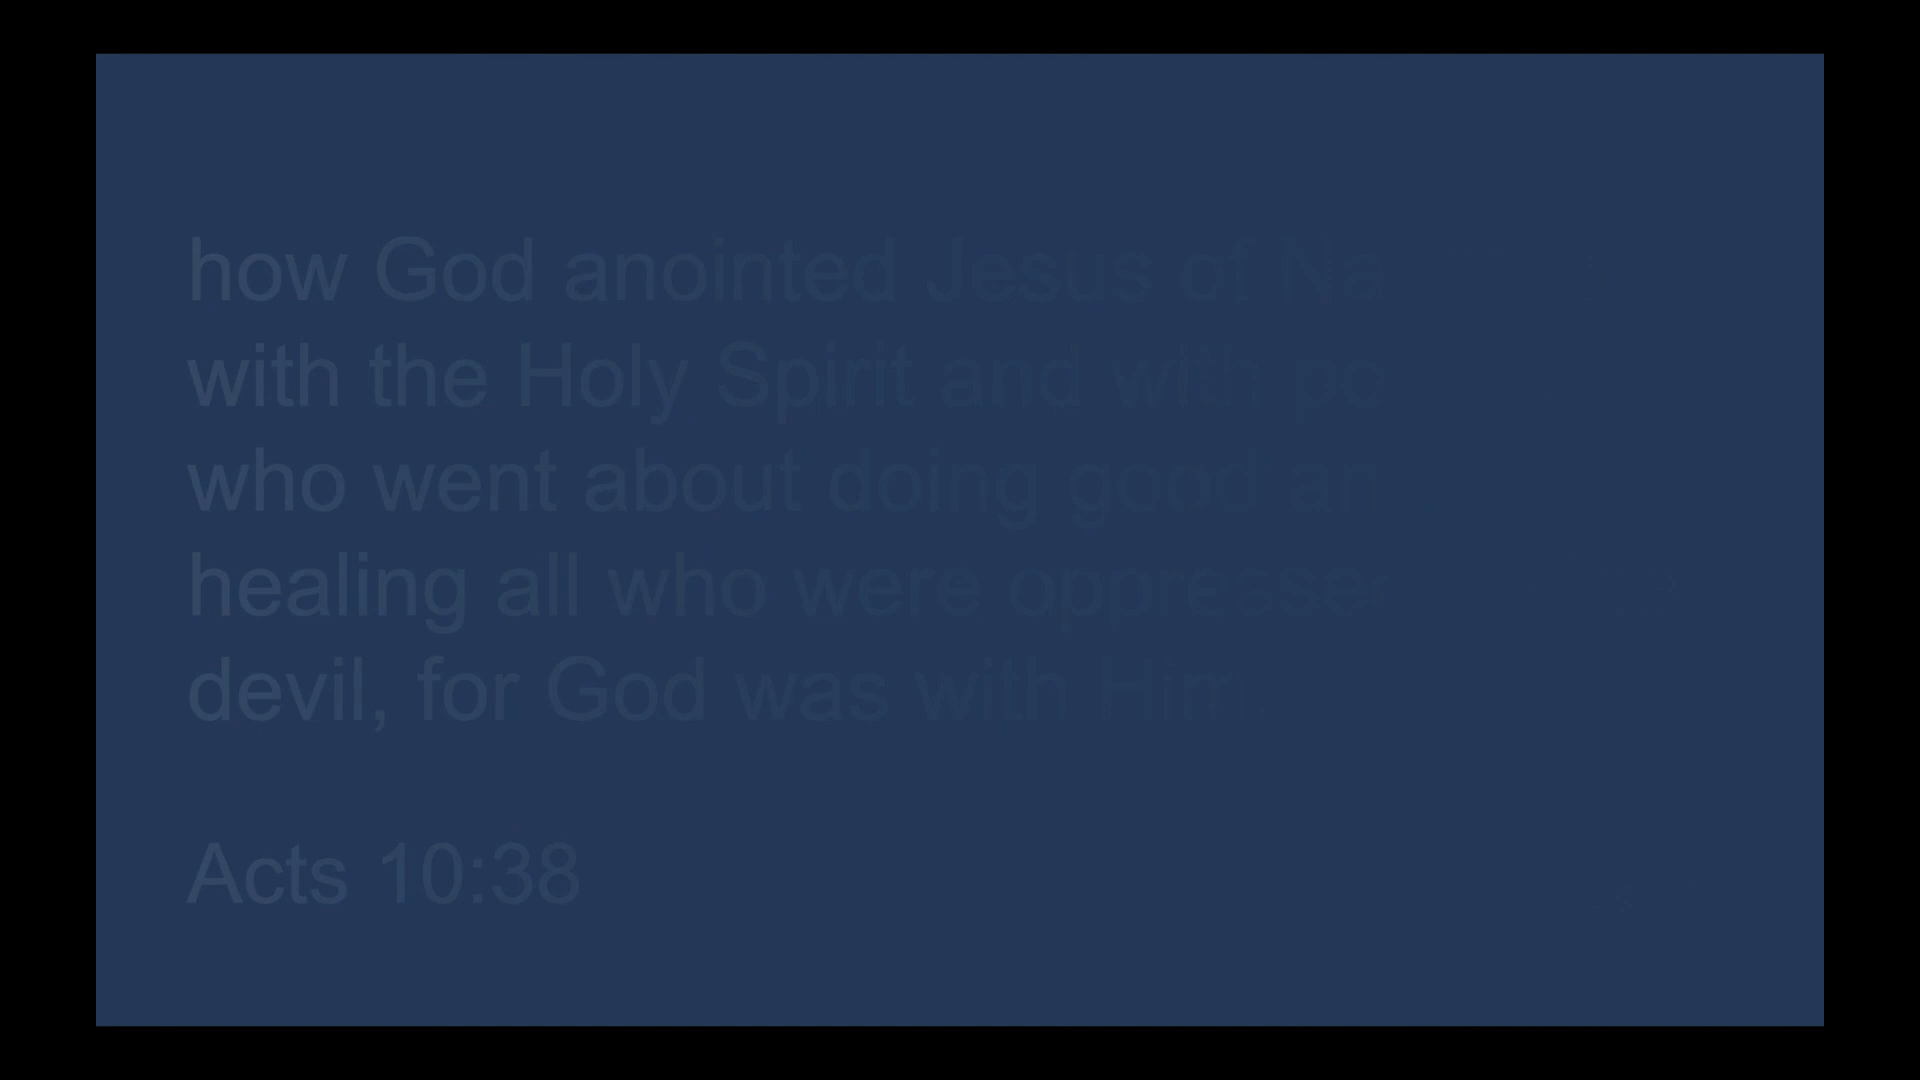 how God anointed Jesus of Na
with the Holy Spirit and with po
who went about doing good an
healing all who were oppressed
devil, for God was with Him.
Acts 10:38